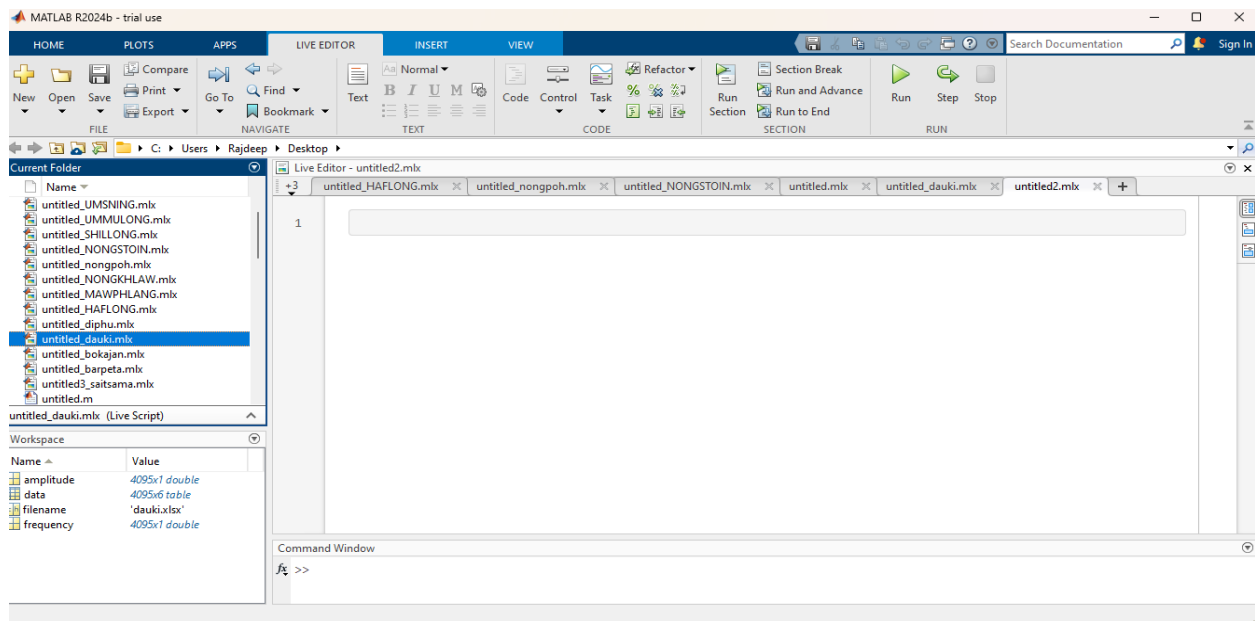 MATLAB R2024b - trial use
HOME PLOTS APPS LIVE EDITOR INSERT VIEW Search Documentation Sign In
New Open Save Compare Print Export
FILE
Go To Find Bookmark
NAVIGATE
Text Aa Normal B I U M
TEXT
Code Control Task Refactor
CODE
Run Section Section Break Run and Advance Run to End
SECTION
Run Step Stop
RUN
C: Users Rajdeep Desktop
Current Folder
Name
untitled_UMSNING.mlx
untitled_UMMULONG.mlx
untitled_SHILLONG.mlx
untitled_NONGSTOIN.mlx
untitled_nongpoh.mlx
untitled_NONGKHLAW.mlx
untitled_MAWPHLANG.mlx
untitled_HAFLONG.mlx
untitled_diphu.mlx
untitled_dauki.mlx
untitled_bokajan.mlx
untitled_barpeta.mlx
untitled3_saitsama.mlx
untitled.m
untitled_dauki.mlx (Live Script)
Workspace
Name Value
amplitude 4095x1 double
data 4095x6 table
filename 'dauki.xlsx'
frequency 4095x1 double
Live Editor - untitled2.mlx
+3 untitled_HAFLONG.mlx untitled_nongpoh.mlx untitled_NONGSTOIN.mlx untitled.mlx untitled_dauki.mlx untitled2.mlx +
1
Command Window
fx >>